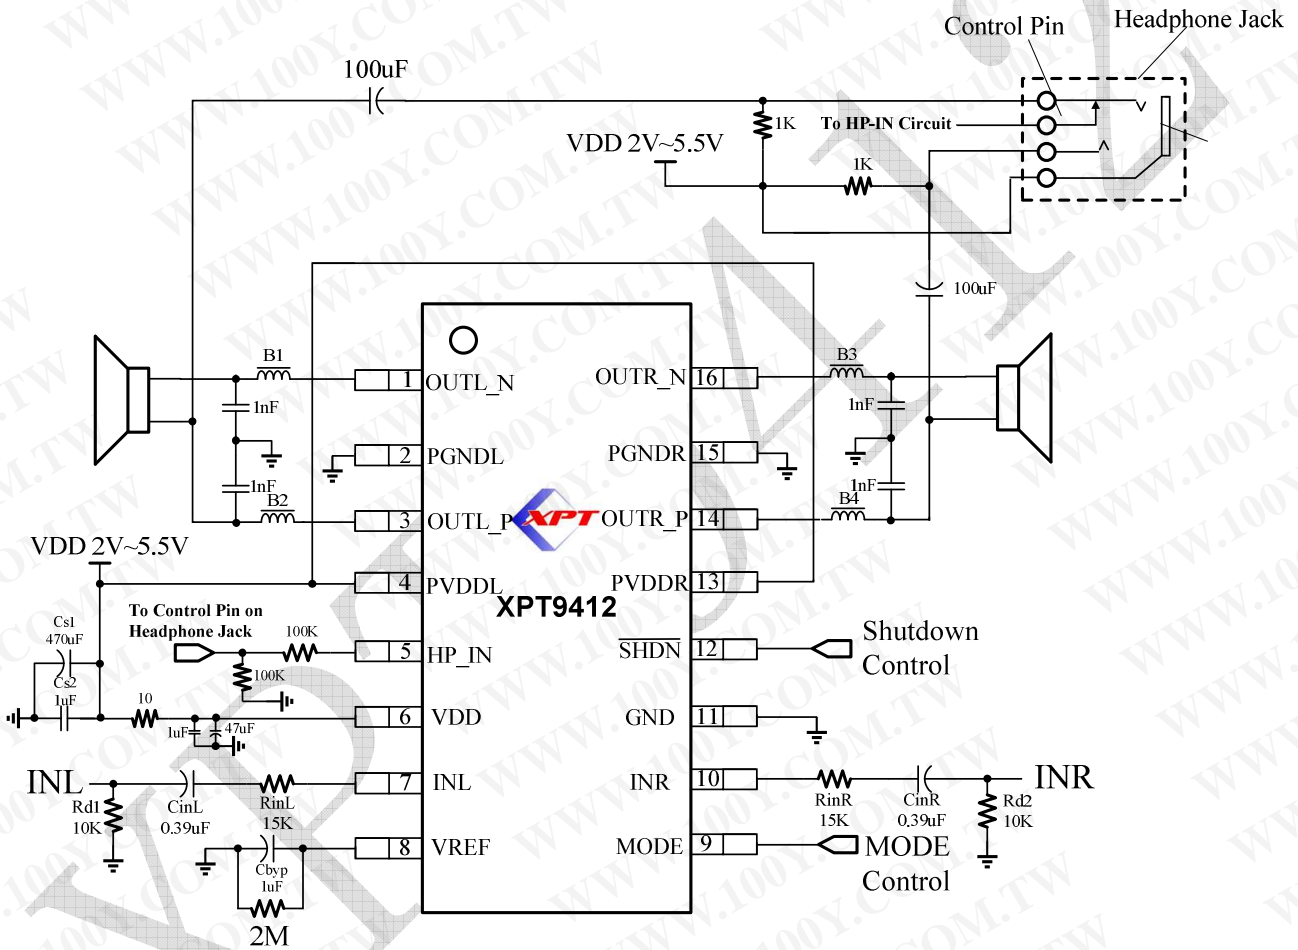 Control Pin
Headphone Jack
100uF
1K
To HP-IN Circuit
VDD 2V~5.5V
1K
100uF
B1
B3
1
OUTL_N
OUTR_N
16
1nF
1nF
2
PGNDL
PGNDR
15
1nF
B2
1nF
B4
3
OUTL_P
XPT
OUTR_P
14
VDD 2V~5.5V
4
PVDDL
PVDDR
13
XPT9412
To Control Pin on
Headphone Jack
Cs1
470uF
100K
5
HP_IN
SHDN
12
Shutdown
Control
Cs2
1uF
100K
10
6
VDD
GND
11
1uF
47uF
INL
7
INL
INR
10
INR
Rd1
10K
CinL
0.39uF
RinL
15K
RinR
15K
CinR
0.39uF
Rd2
10K
8
VREF
MODE
9
MODE
Control
Cbyp
1uF
2M
XPT9412
WWW.100Y.COM.TW